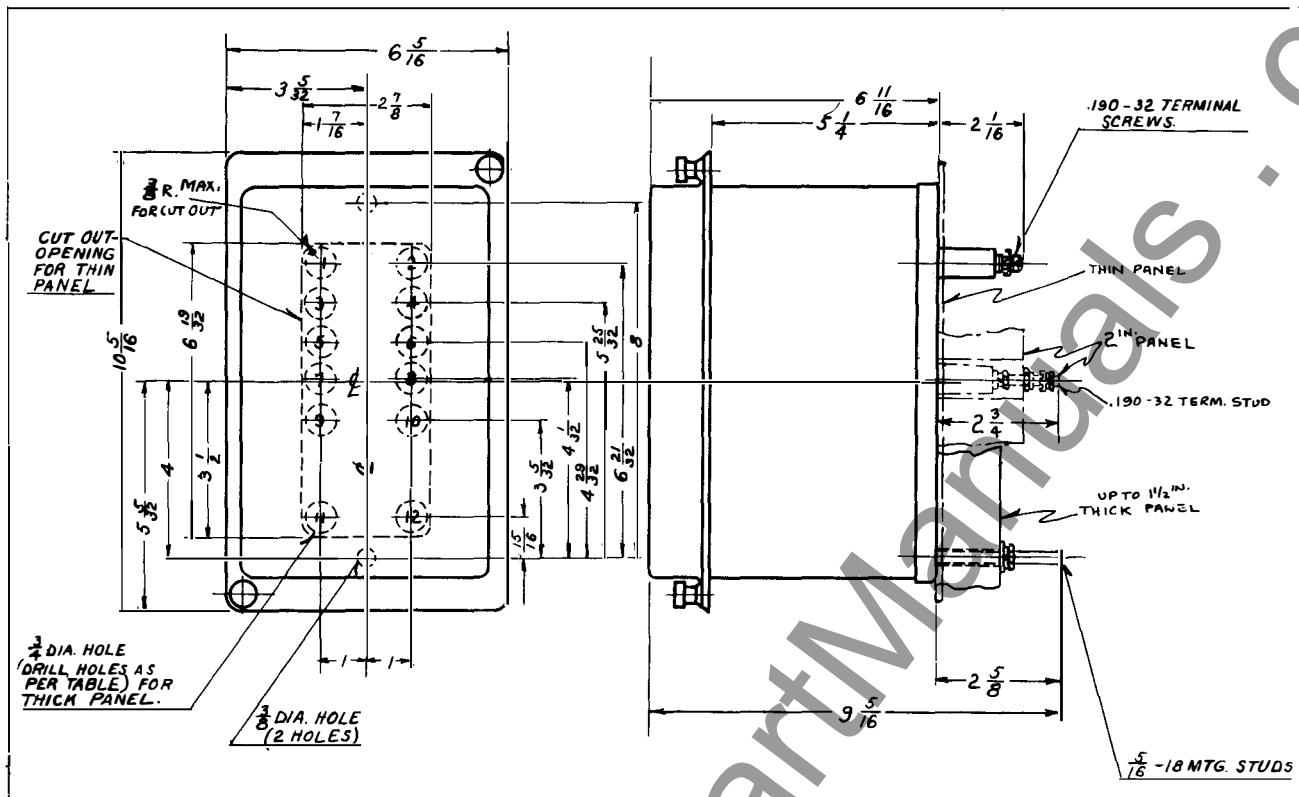 6 5/16
3 5/32
2 7/8
1 7/16
3/8 R. MAX.
FOR CUT OUT
CUT OUT
OPENING
FOR THIN
PANEL
1
2
3
4
5
6
7
8
9
10
11
12
℄
10 5/16
6 19/32
5 5/32
4
3 1/2
8
5 25/32
6 21/32
4 29/32
4 1/32
3 5/32
15/16
1
1
3/4 DIA. HOLE
(DRILL HOLES AS
PER TABLE) FOR
THICK PANEL.
3/8 DIA. HOLE
(2 HOLES)
6 11/16
5 1/4
2 1/16
.190-32 TERMINAL
SCREWS.
THIN PANEL
2 IN.
PANEL
.190-32 TERM. STUD
2 3/4
UP TO 1 1/2 IN.
THICK PANEL
2 5/8
9 5/16
5/16 -18 MTG. STUDS
artManuals . c